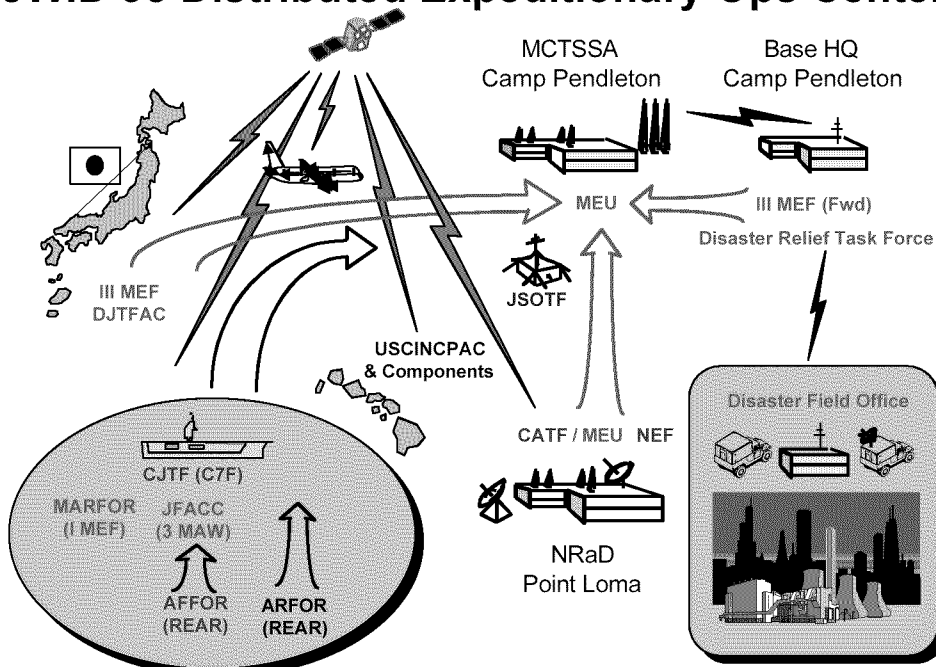 Distributed Expeditionary Ops Center
MCTSSA
Camp Pendleton
Base HQ
Camp Pendleton
MEU
III MEF (Fwd)
Disaster Relief Task Force
JSOTF
III MEF
DJTFAC
USCINCPAC
& Components
Disaster Field Office
CATF / MEU NEF
CJTF (C7F)
MARFOR
(I MEF)
JFACC
(3 MAW)
NRaD
Point Loma
AFFOR
(REAR)
ARFOR
(REAR)